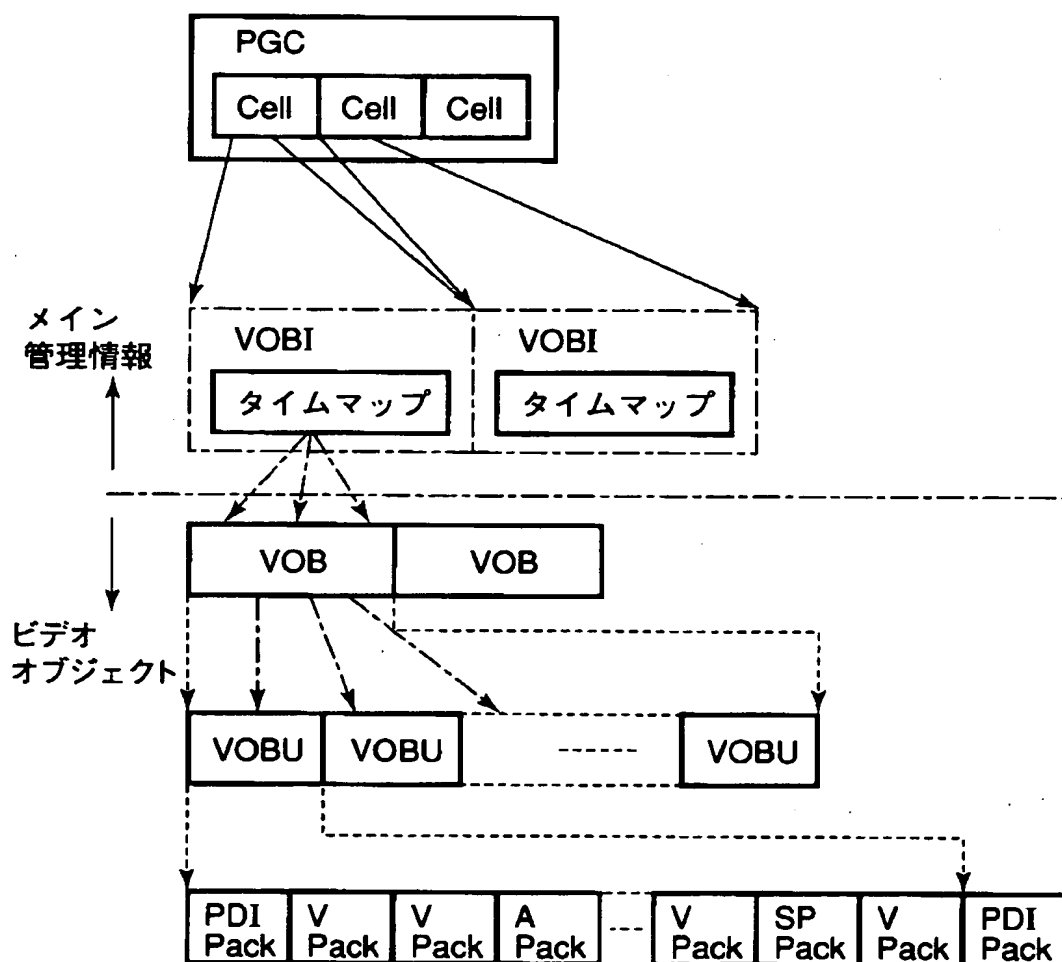 PGC
Cell Cell Cell
メイン
管理情報
VOBI VOBI
タイムマップ タイムマップ
VOB VOB
ビデオ
オブジェクト
VOBU VOBU VOBU
PDI V V A V SP V PDI
Pack Pack Pack Pack Pack Pack Pack Pack